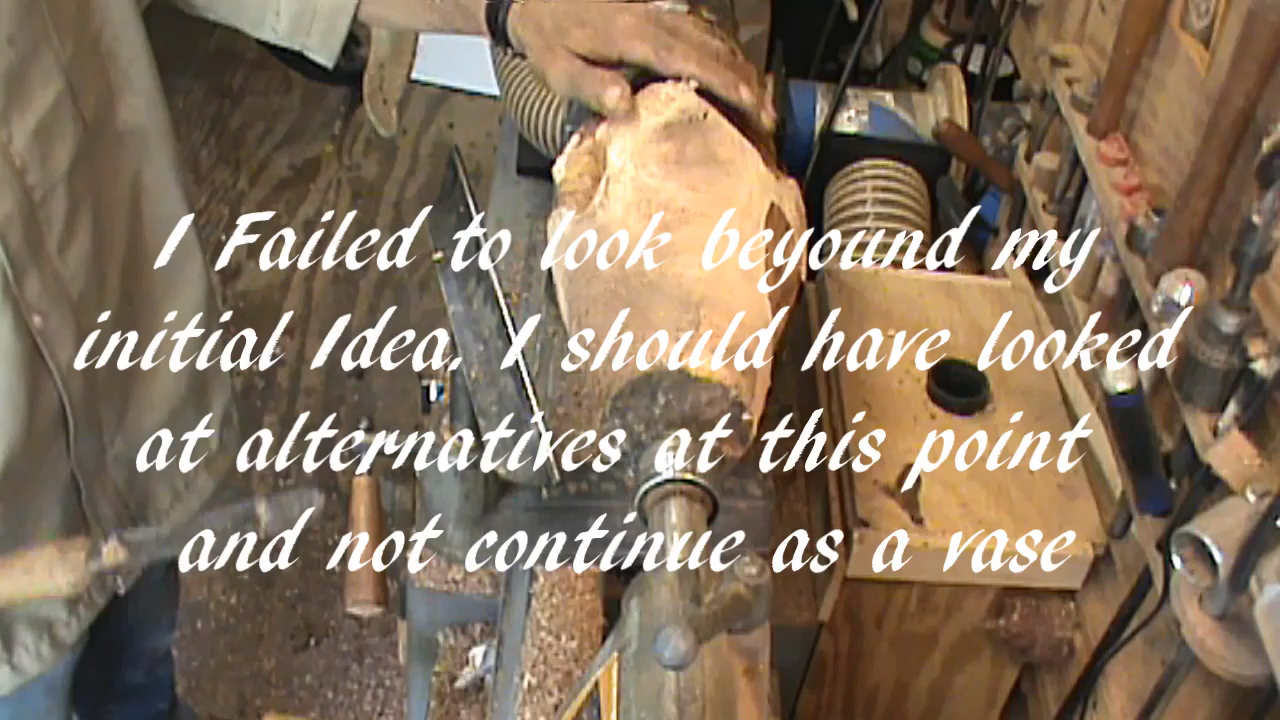 I Failed to look beyound my
initial Idea. I should have looked
at alternatives at this point
and not continue as a vase